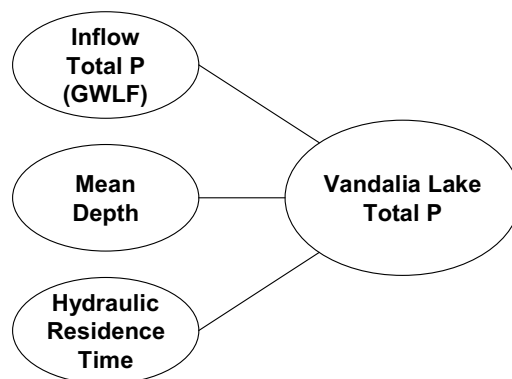 Inflow
Total P
(GWLF)
Mean
Depth
Vandalia Lake
Total P
Hydraulic
Residence
Time